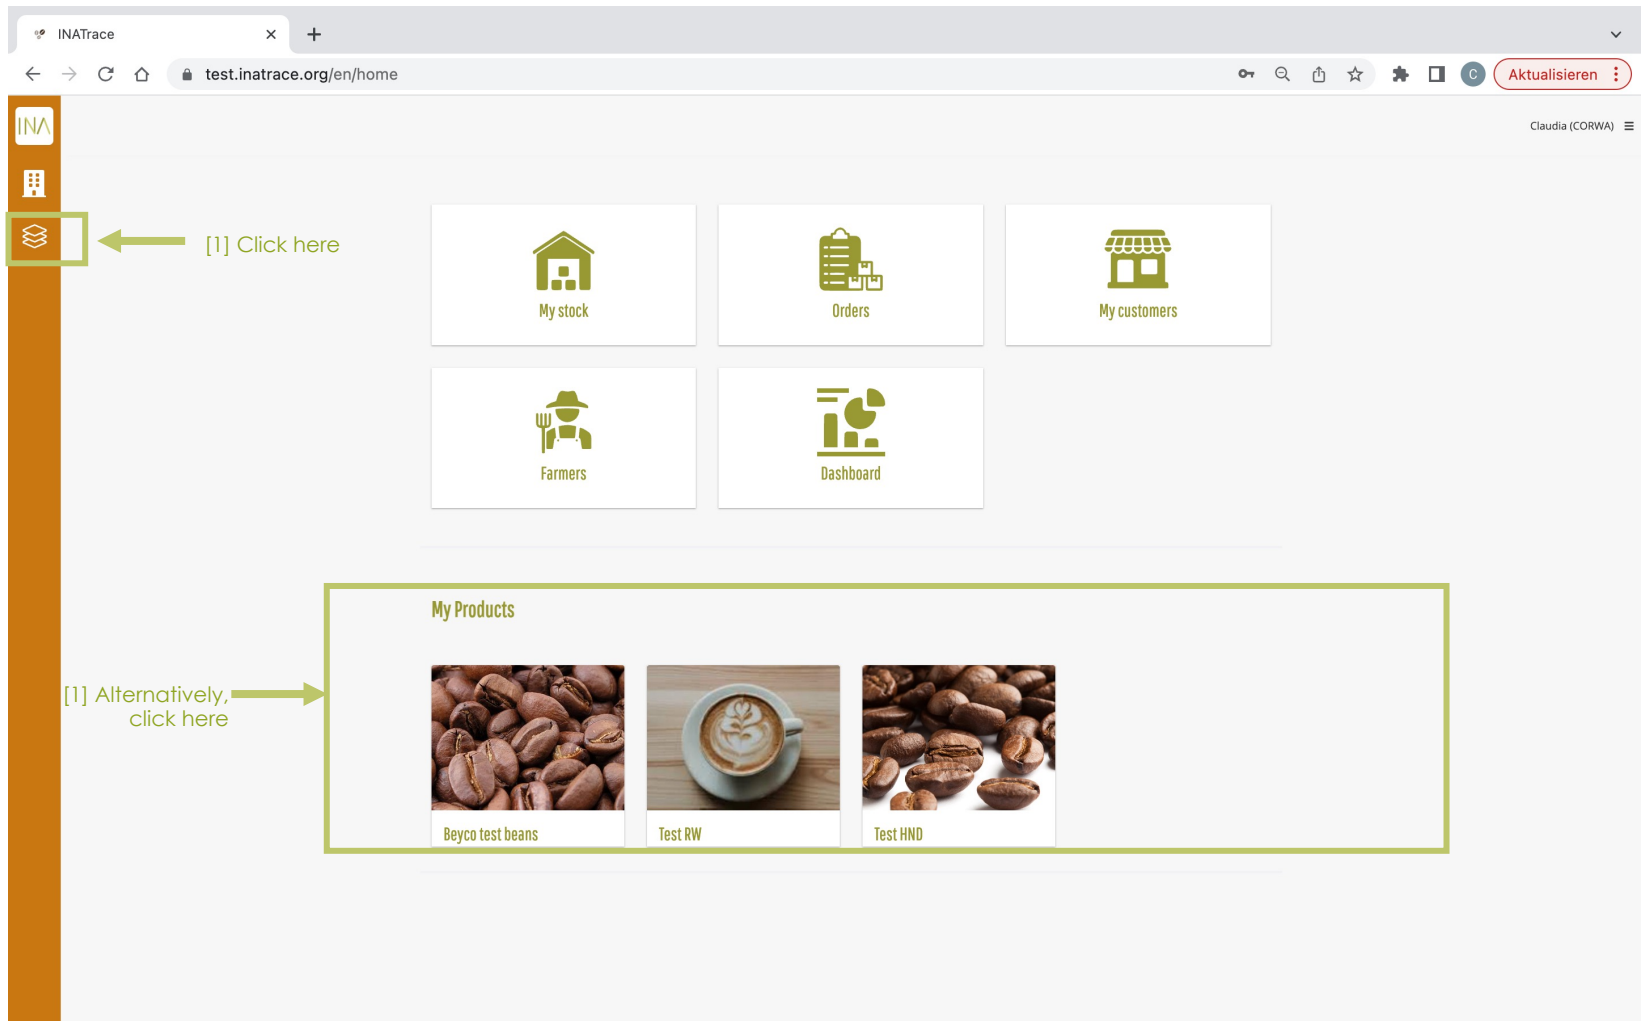 INATrace
test.inatrace.org/en/home
C
Aktualisieren
INA
Claudia (CORWA)
[1] Click here
My stock
Orders
My customers
Farmers
Dashboard
My Products
[1] Alternatively,
click here
Beyco test beans
Test RW
Test HND